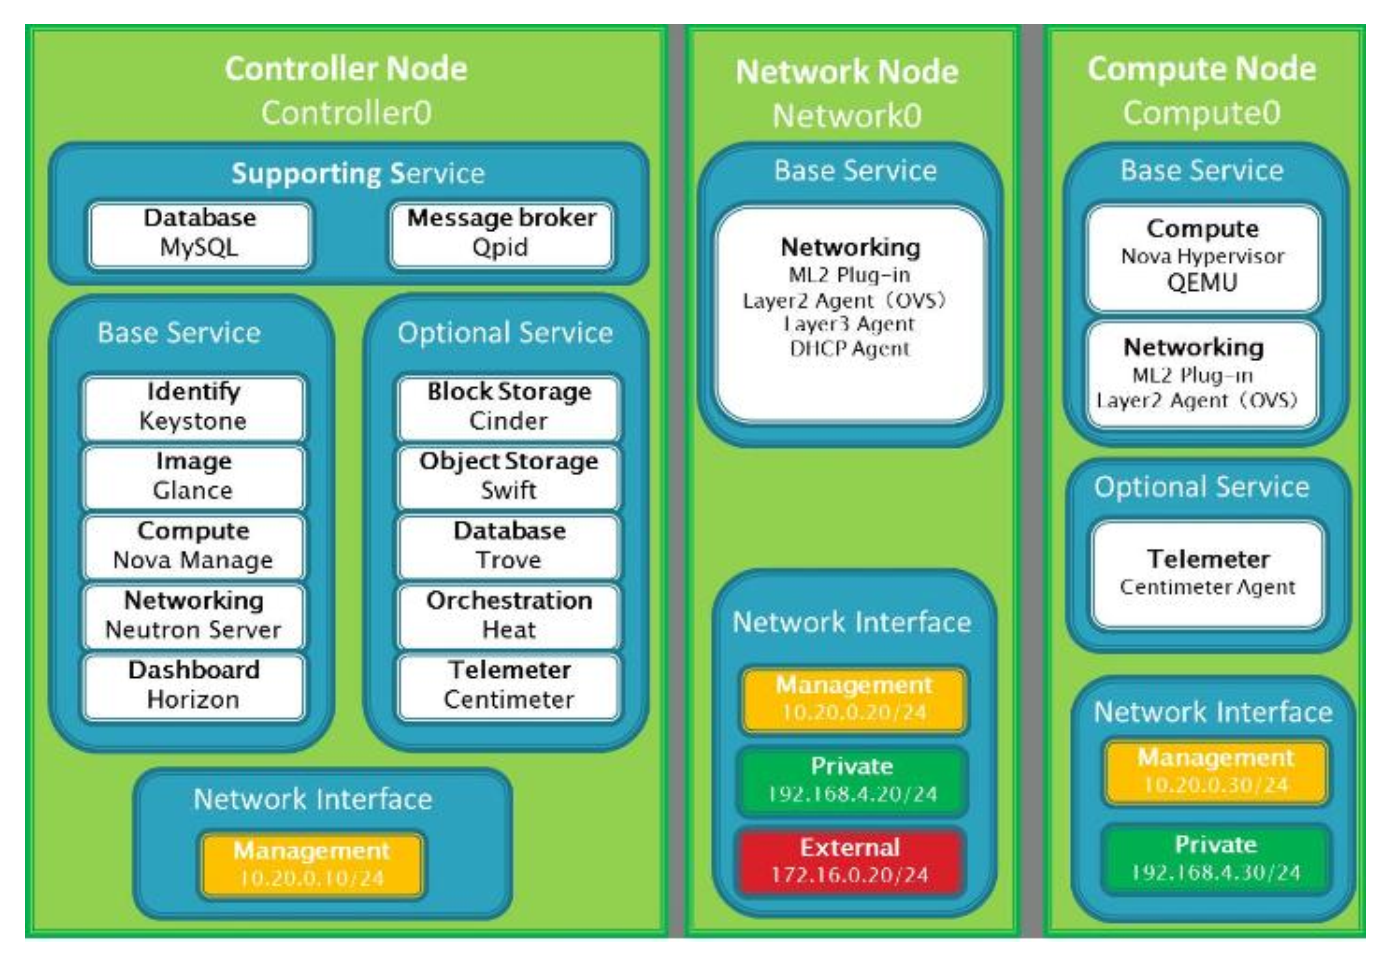 Controller Node
Controller0
Supporting Service
Database
MySQL
Message broker
Qpid
Base Service
Identify
Keystone
Image
Glance
Compute
Nova Manage
Networking
Neutron Server
Dashboard
Horizon
Optional Service
Block Storage
Cinder
Object Storage
Swift
Database
Trove
Orchestration
Heat
Telemeter
Centimeter
Network Interface
Management
10.20.0.10/24
Network Node
Network0
Base Service
Networking
ML2 Plug-in
Layer2 Agent（OVS）
Layer3 Agent
DHCP Agent
Network Interface
Management
10.20.0.20/24
Private
192.168.4.20/24
External
172.16.0.20/24
Compute Node
Compute0
Base Service
Compute
Nova Hypervisor
QEMU
Networking
ML2 Plug-in
Layer2 Agent（OVS）
Optional Service
Telemeter
Centimeter Agent
Network Interface
Management
10.20.0.30/24
Private
192.168.4.30/24